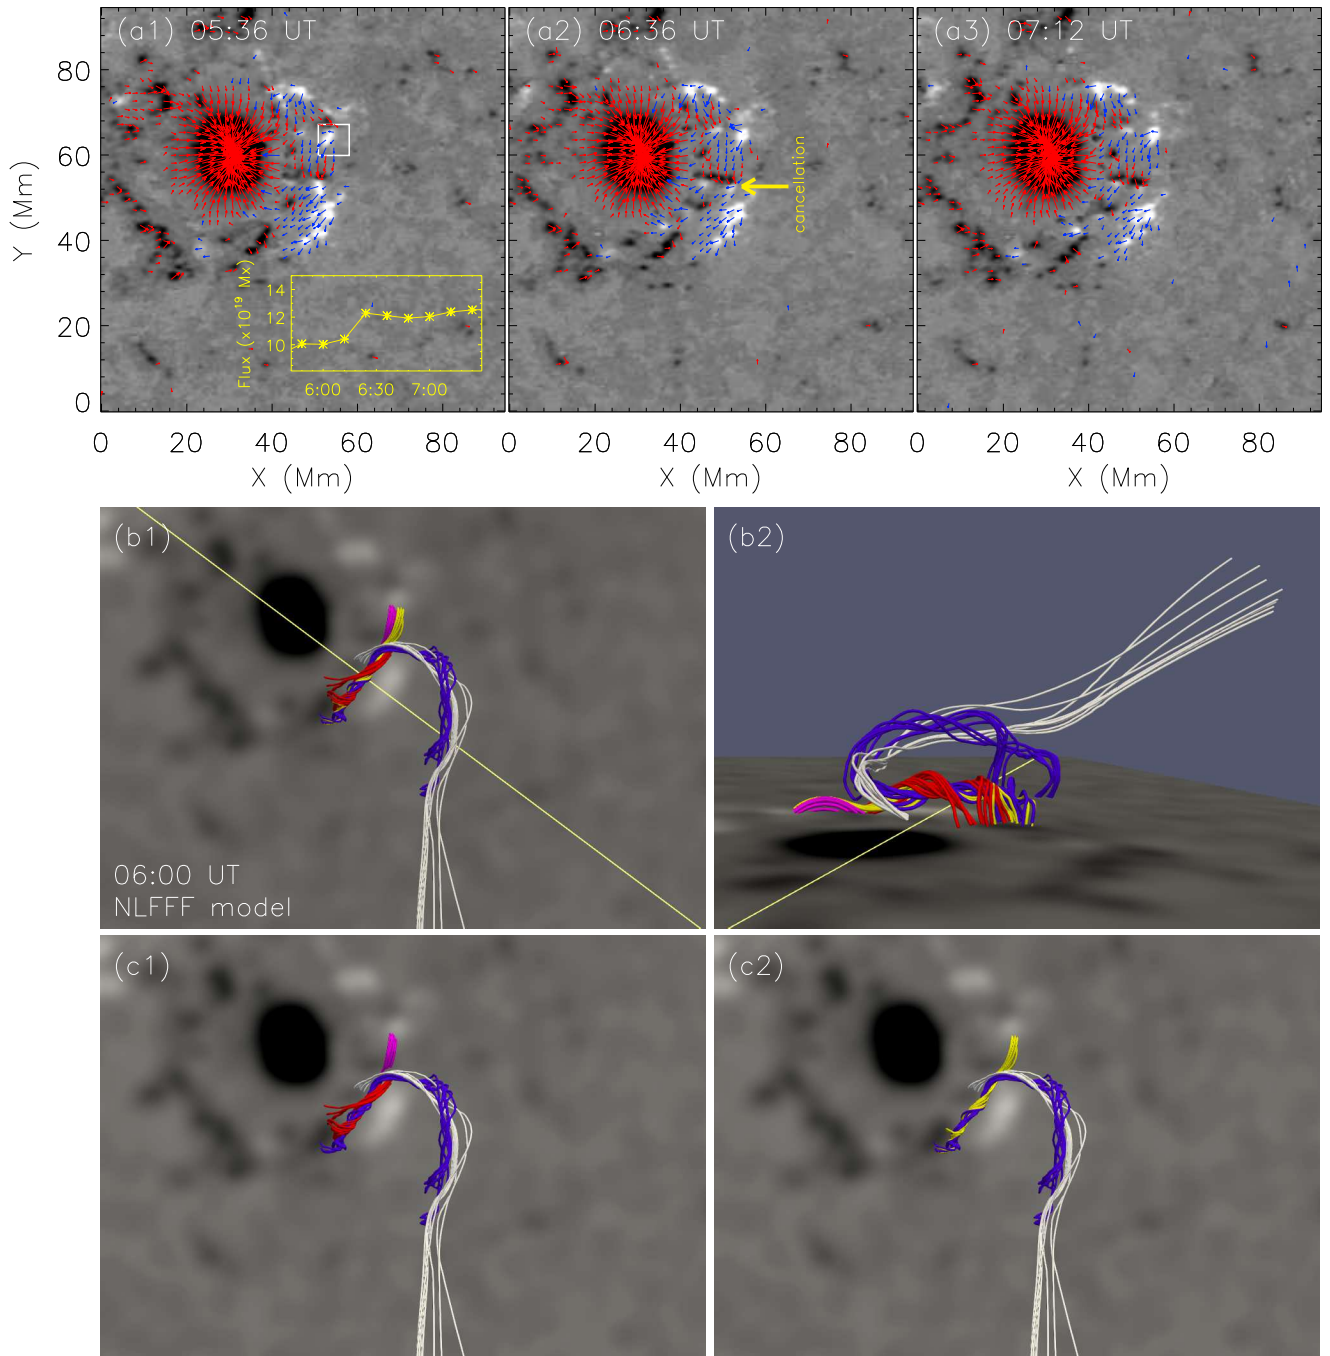 (a1) 05:36 UT
(a2) 06:36 UT
(a3) 07:12 UT
80
60
40
20
0
Y (Mm)
cancellation
Flux (x10¹⁹ Mx)
14
12
10
6:00 6:30 7:00
0 20 40 60 80
0 20 40 60 80
0 20 40 60 80
X (Mm)
X (Mm)
X (Mm)
(b1)
(b2)
06:00 UT
NLFFF model
(c1)
(c2)